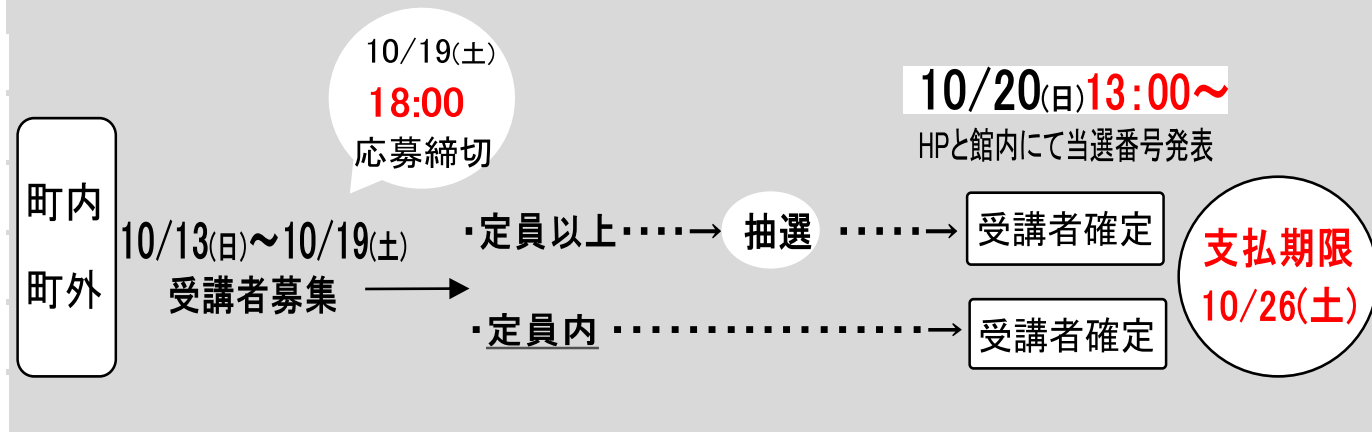 10/19(土)
18:00
応募締切
10/20(日)13:00～
HPと館内にて当選番号発表
町内
町外
10/13(日)～10/19(土)
受講者募集
・定員以上・・・・→
抽選
・・・・・→
受講者確定
・定員内・・・・・・・・・・・・・・・・・→
受講者確定
支払期限
10/26(土)